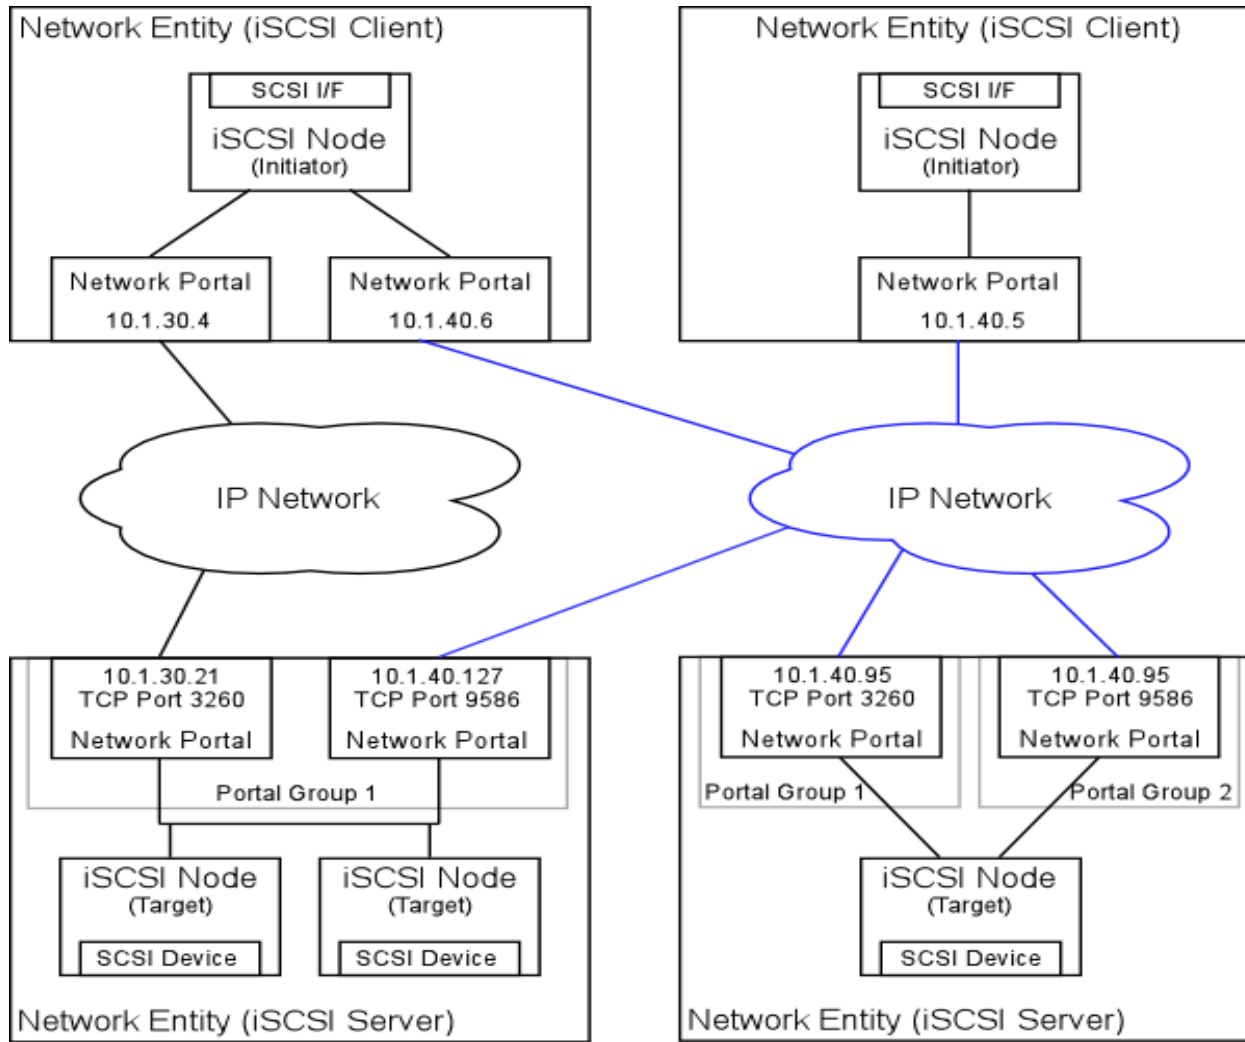 Network Entity (iSCSI Client)
SCSI I/F
iSCSI Node
(Initiator)
Network Portal
10.1.30.4
Network Portal
10.1.40.6
Network Entity (iSCSI Client)
SCSI I/F
iSCSI Node
(Initiator)
Network Portal
10.1.40.5
IP Network
IP Network
10.1.30.21
TCP Port 3260
Network Portal
10.1.40.127
TCP Port 9586
Network Portal
Portal Group 1
iSCSI Node
(Target)
SCSI Device
iSCSI Node
(Target)
SCSI Device
Network Entity (iSCSI Server)
10.1.40.95
TCP Port 3260
Network Portal
Portal Group 1
10.1.40.95
TCP Port 9586
Network Portal
Portal Group 2
iSCSI Node
(Target)
SCSI Device
Network Entity (iSCSI Server)